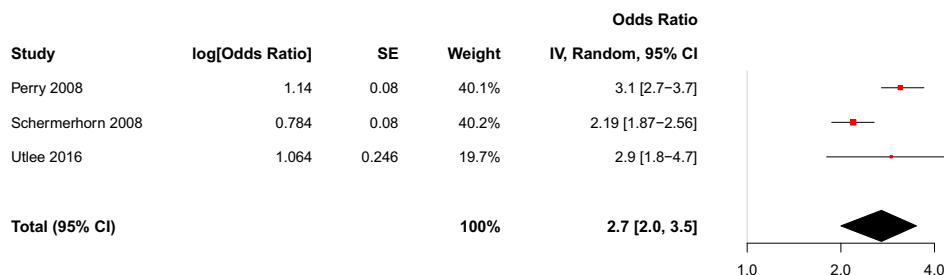 Odds Ratio
Study log[Odds Ratio] SE Weight IV, Random, 95% CI
Perry 2008 1.14 0.08 40.1% 3.1 [2.7−3.7]
Schermerhorn 2008 0.784 0.08 40.2% 2.19 [1.87−2.56]
Utlee 2016 1.064 0.246 19.7% 2.9 [1.8−4.7]
Total (95% CI) 100% 2.7 [2.0, 3.5]
1.0 2.0 4.0